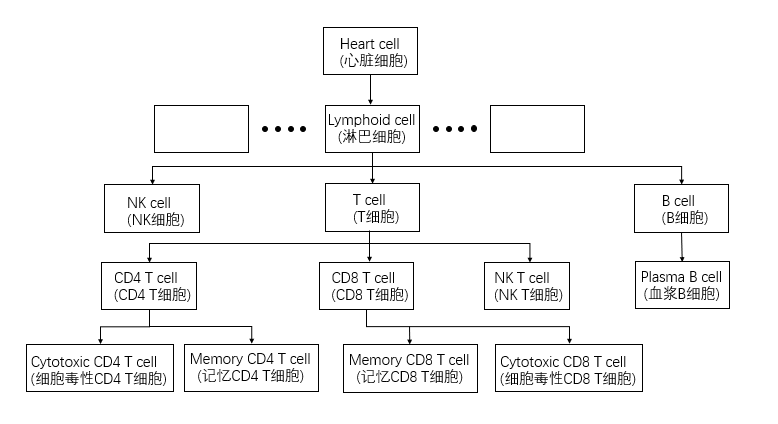 Heart cell
(心脏细胞)
Lymphoid cell
(淋巴细胞)
NK cell
(NK细胞)
T cell
(T细胞)
B cell
(B细胞)
CD4 T cell
(CD4 T细胞)
CD8 T cell
(CD8 T细胞)
NK T cell
(NK T细胞)
Plasma B cell
(血浆B细胞)
Cytotoxic CD4 T cell
(细胞毒性CD4 T细胞)
Memory CD4 T cell
(记忆CD4 T细胞)
Memory CD8 T cell
(记忆CD8 T细胞)
Cytotoxic CD8 T cell
(细胞毒性CD8 T细胞)